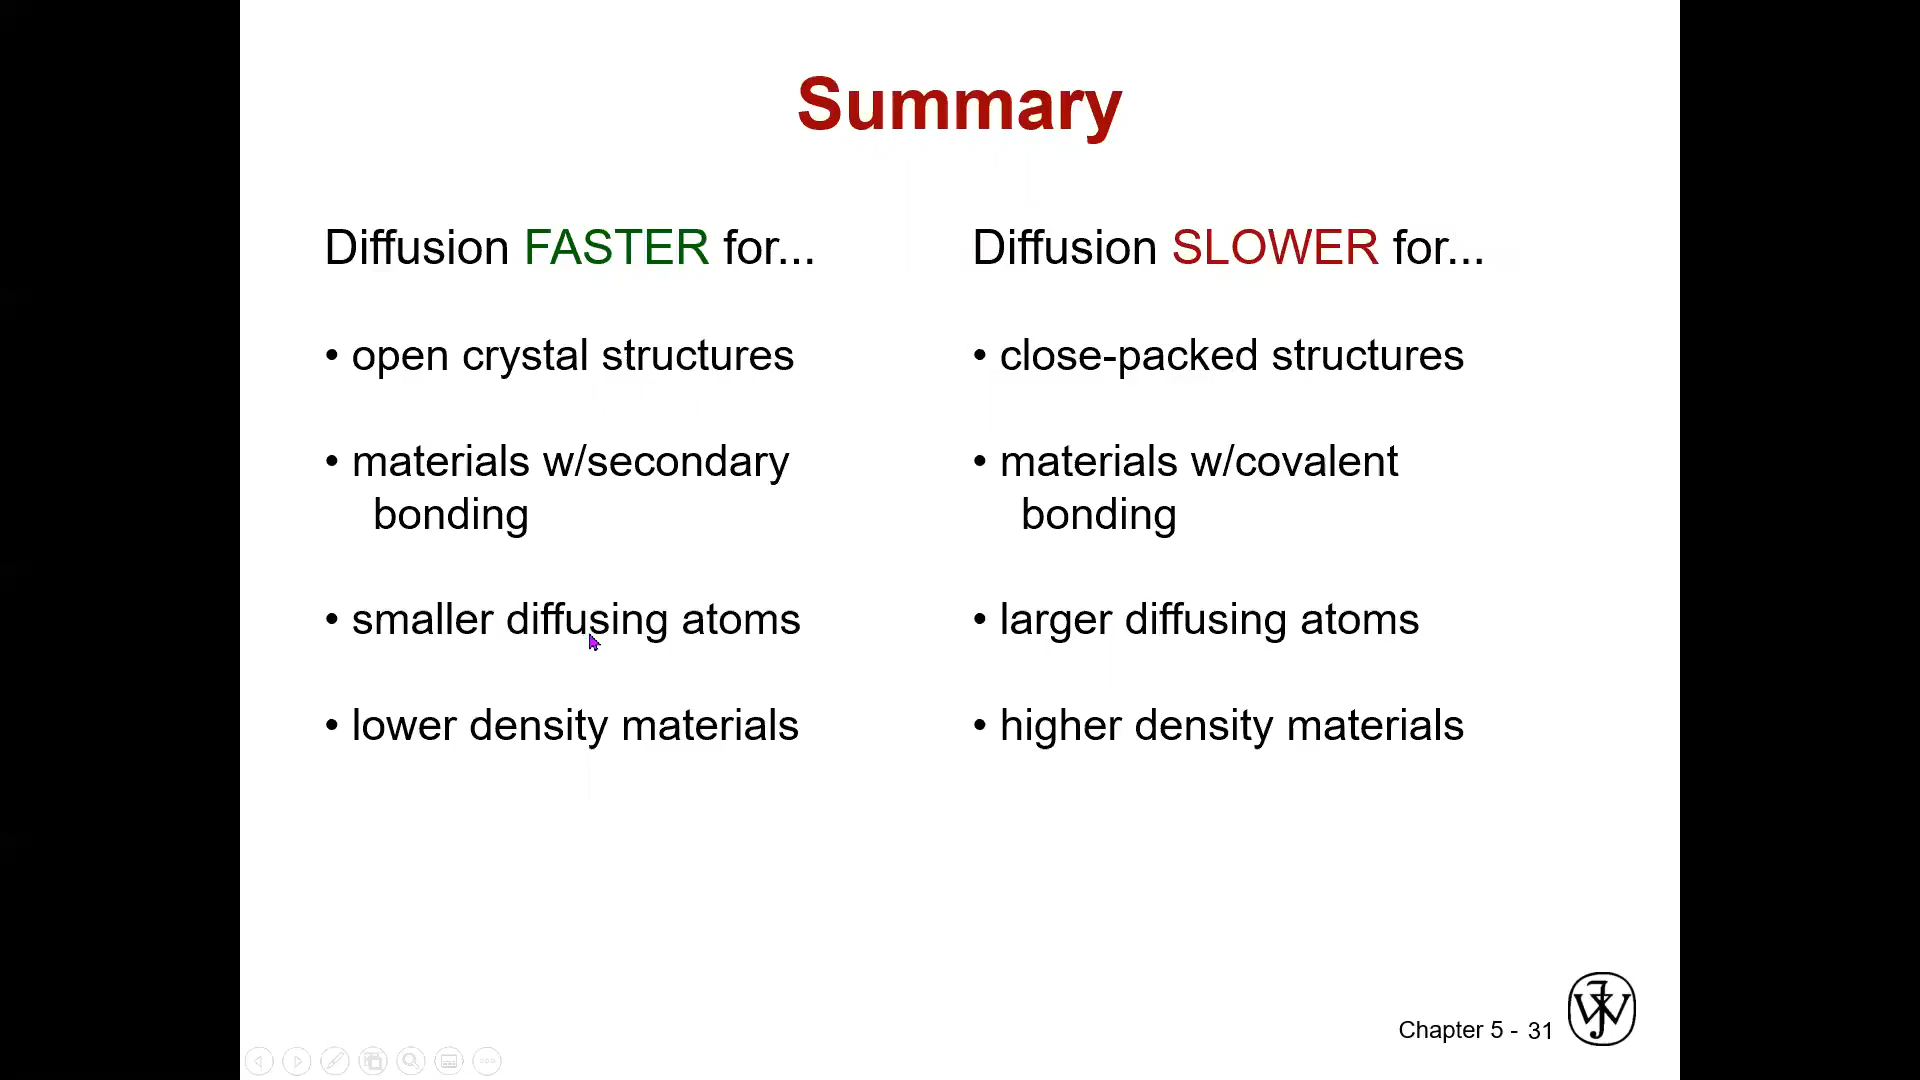 Summary
Diffusion FASTER for...
• open crystal structures
• materials w/secondary
bonding
• smaller diffusing atoms
• lower density materials
Diffusion SLOWER for...
• close-packed structures
• materials w/covalent
bonding
• larger diffusing atoms
• higher density materials
Chapter 5 - 31